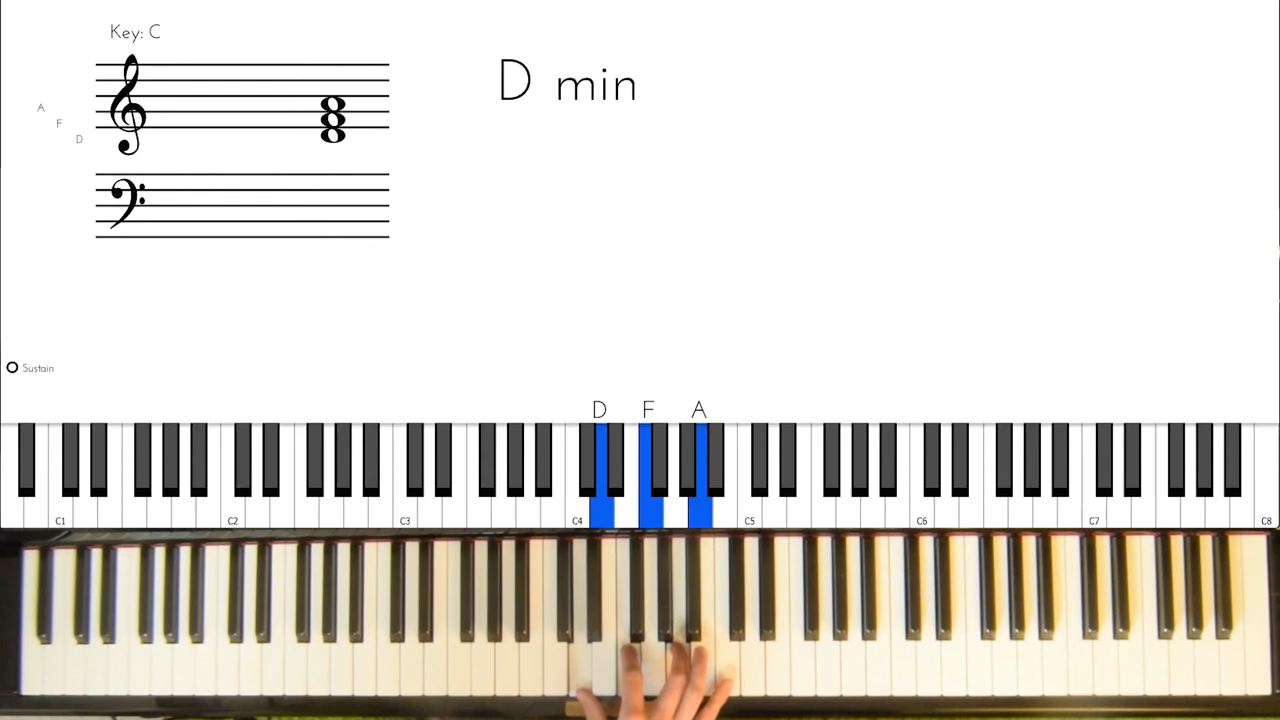 Key: C
D min
A
F
D
Sustain
D F A
C1 C2 C3 C4 C5 C6 C7 C8